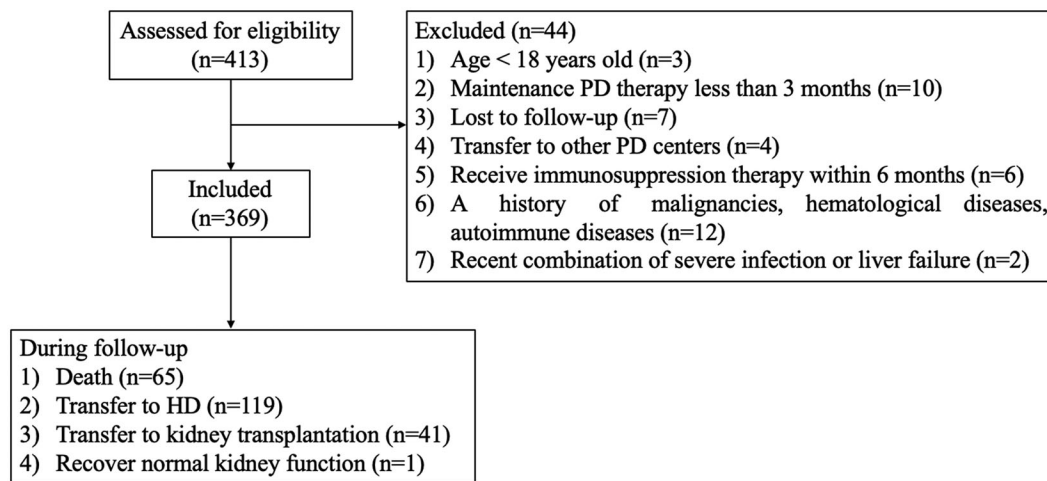 Assessed for eligibility
(n=413)
Excluded (n=44)
1) Age < 18 years old (n=3)
2) Maintenance PD therapy less than 3 months (n=10)
3) Lost to follow-up (n=7)
4) Transfer to other PD centers (n=4)
5) Receive immunosuppression therapy within 6 months (n=6)
6) A history of malignancies, hematological diseases,
autoimmune diseases (n=12)
7) Recent combination of severe infection or liver failure (n=2)
Included
(n=369)
During follow-up
1) Death (n=65)
2) Transfer to HD (n=119)
3) Transfer to kidney transplantation (n=41)
4) Recover normal kidney function (n=1)